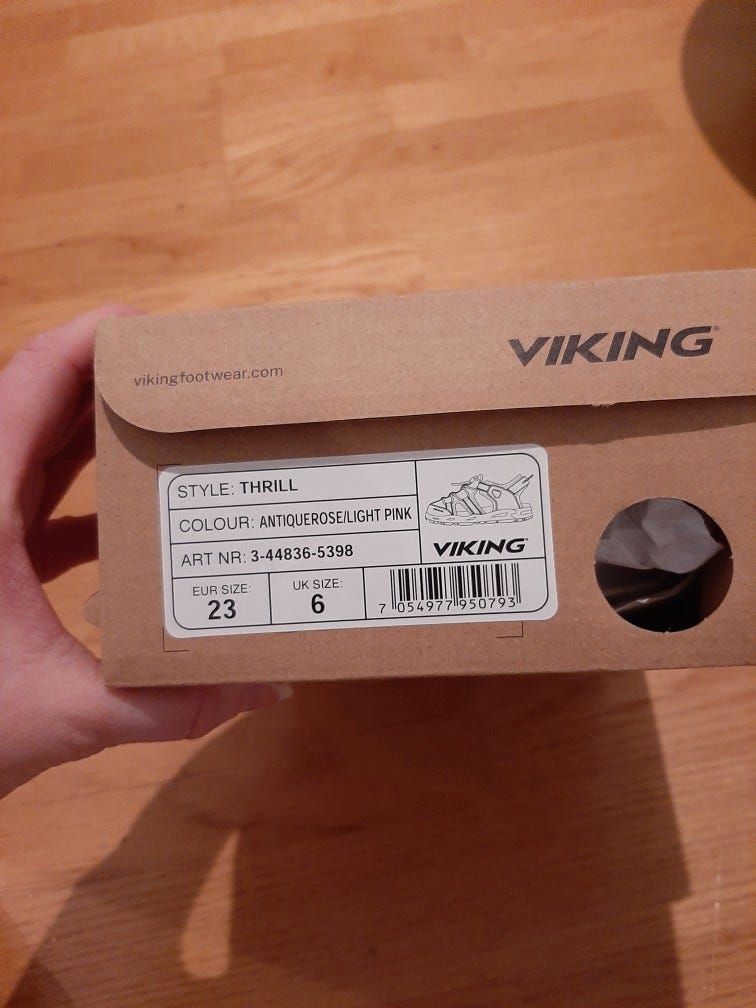 vikingfootwear.com
VIKING®
STYLE: THRILL
COLOUR: ANTIQUEROSE/LIGHT PINK
ART NR: 3-44836-5398
VIKING®
EUR SIZE:
23
UK SIZE:
6
7 054977 950793